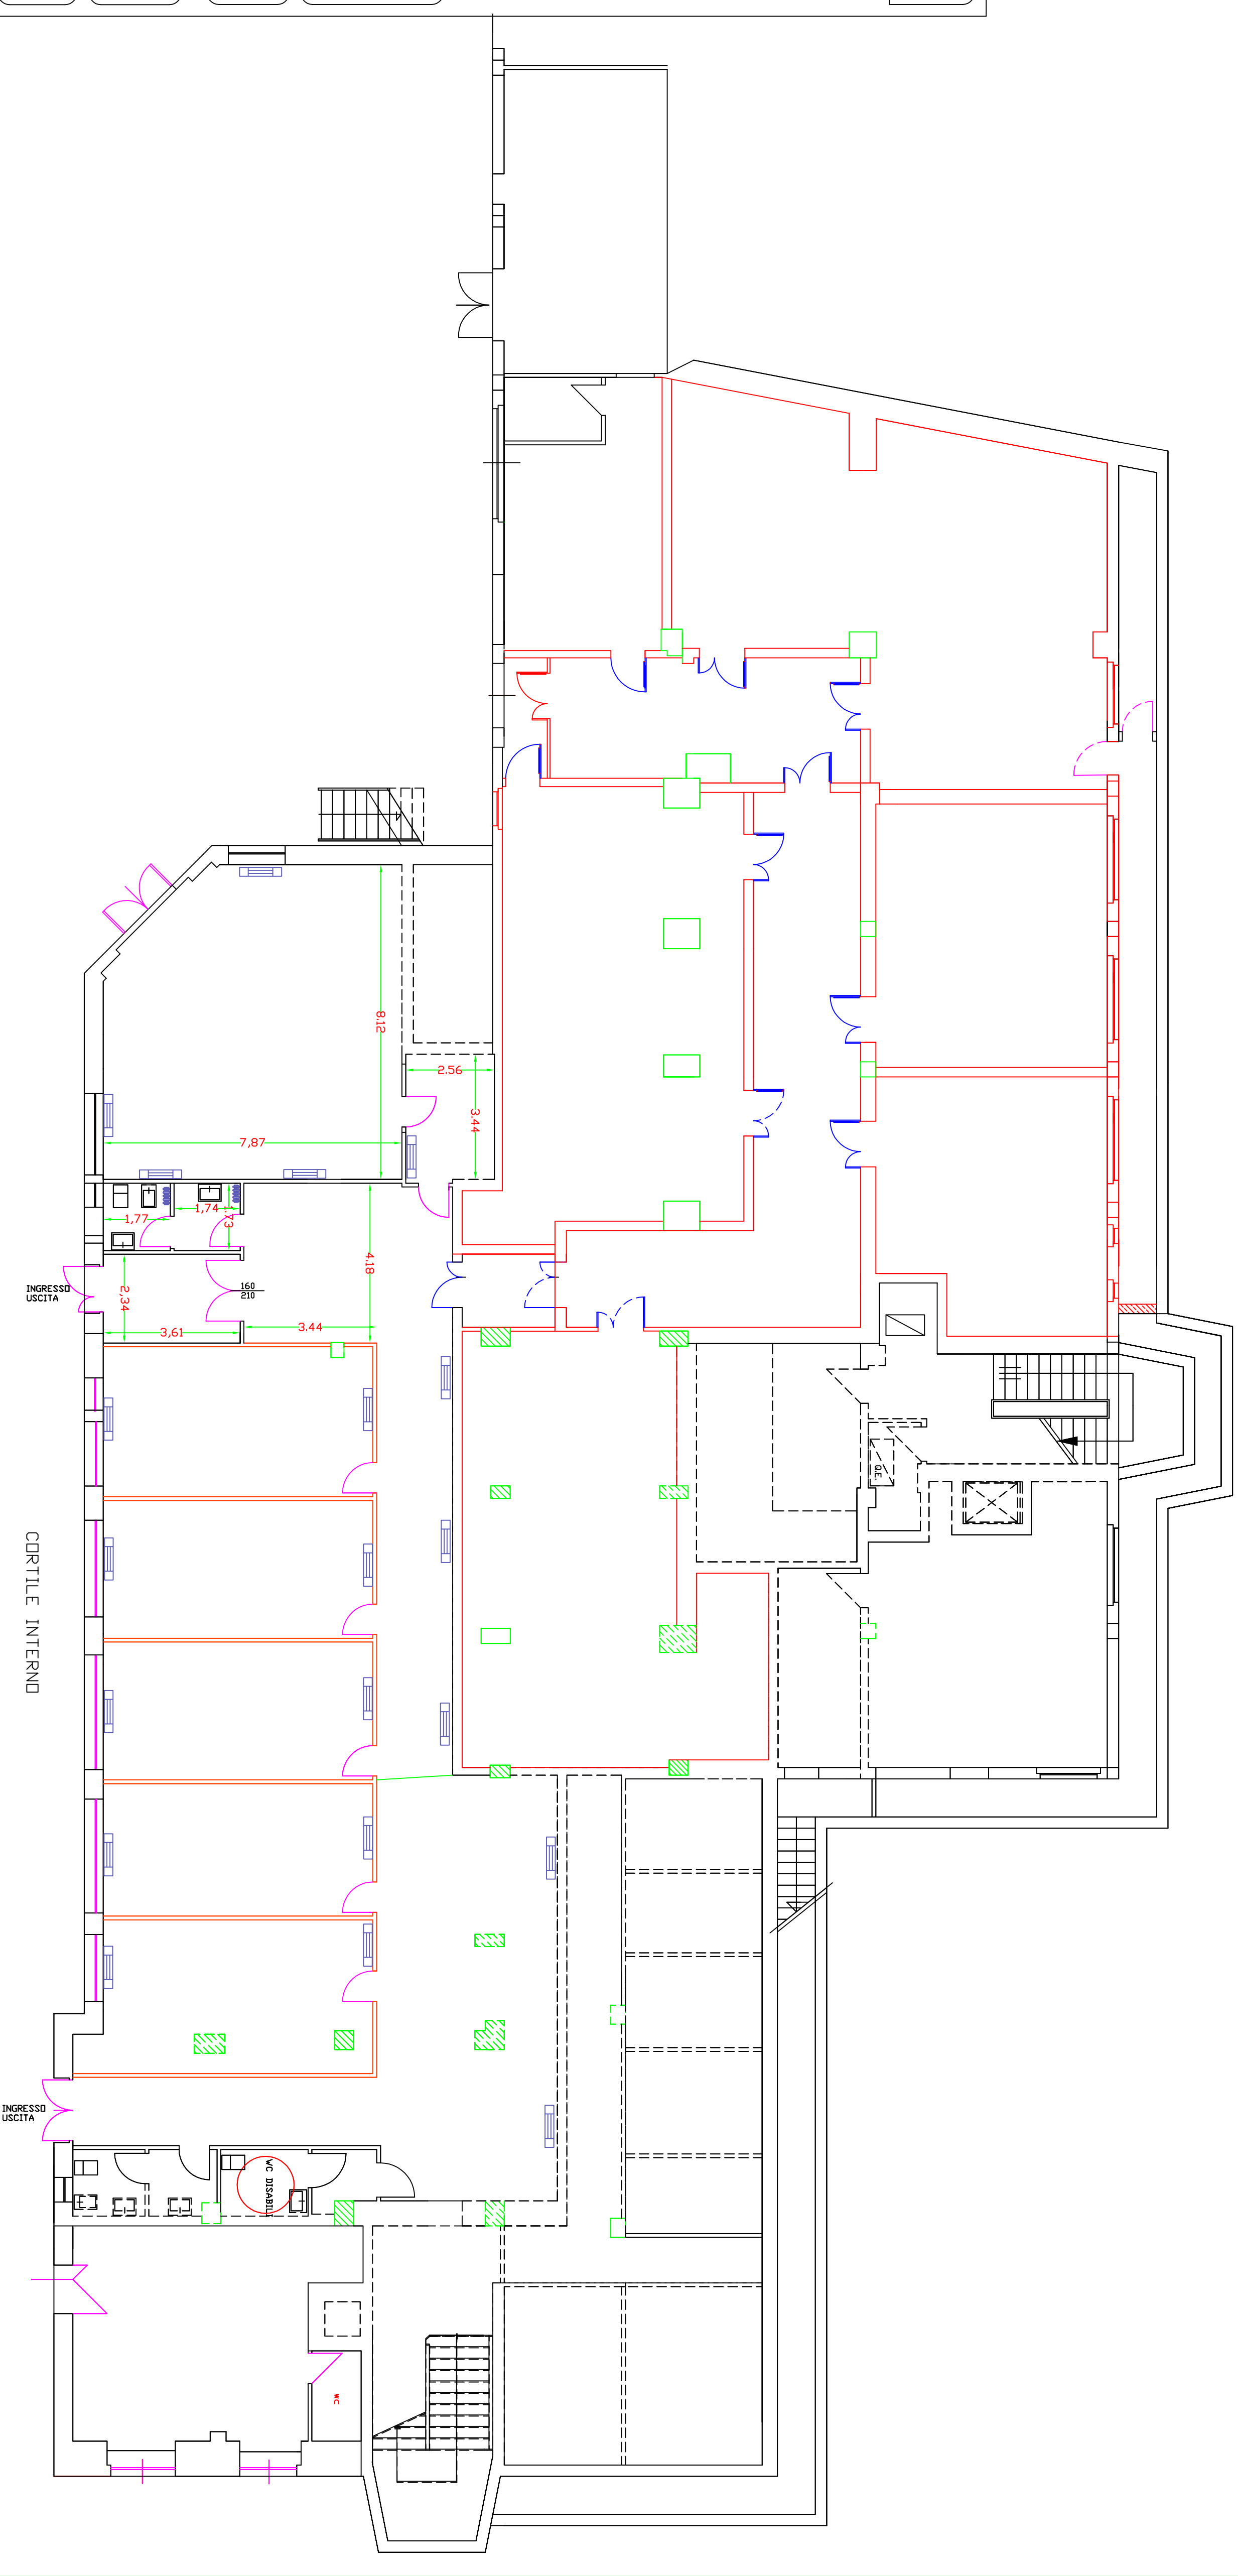 8.12
2.56
3.44
7,87
1,77
1,74
1.73
4.18
INGRESSO
USCITA
2,34
160
210
3,61
3.44
Q.E.
CORTILE INTERNO
INGRESSO
USCITA
WC DISABILI
WC